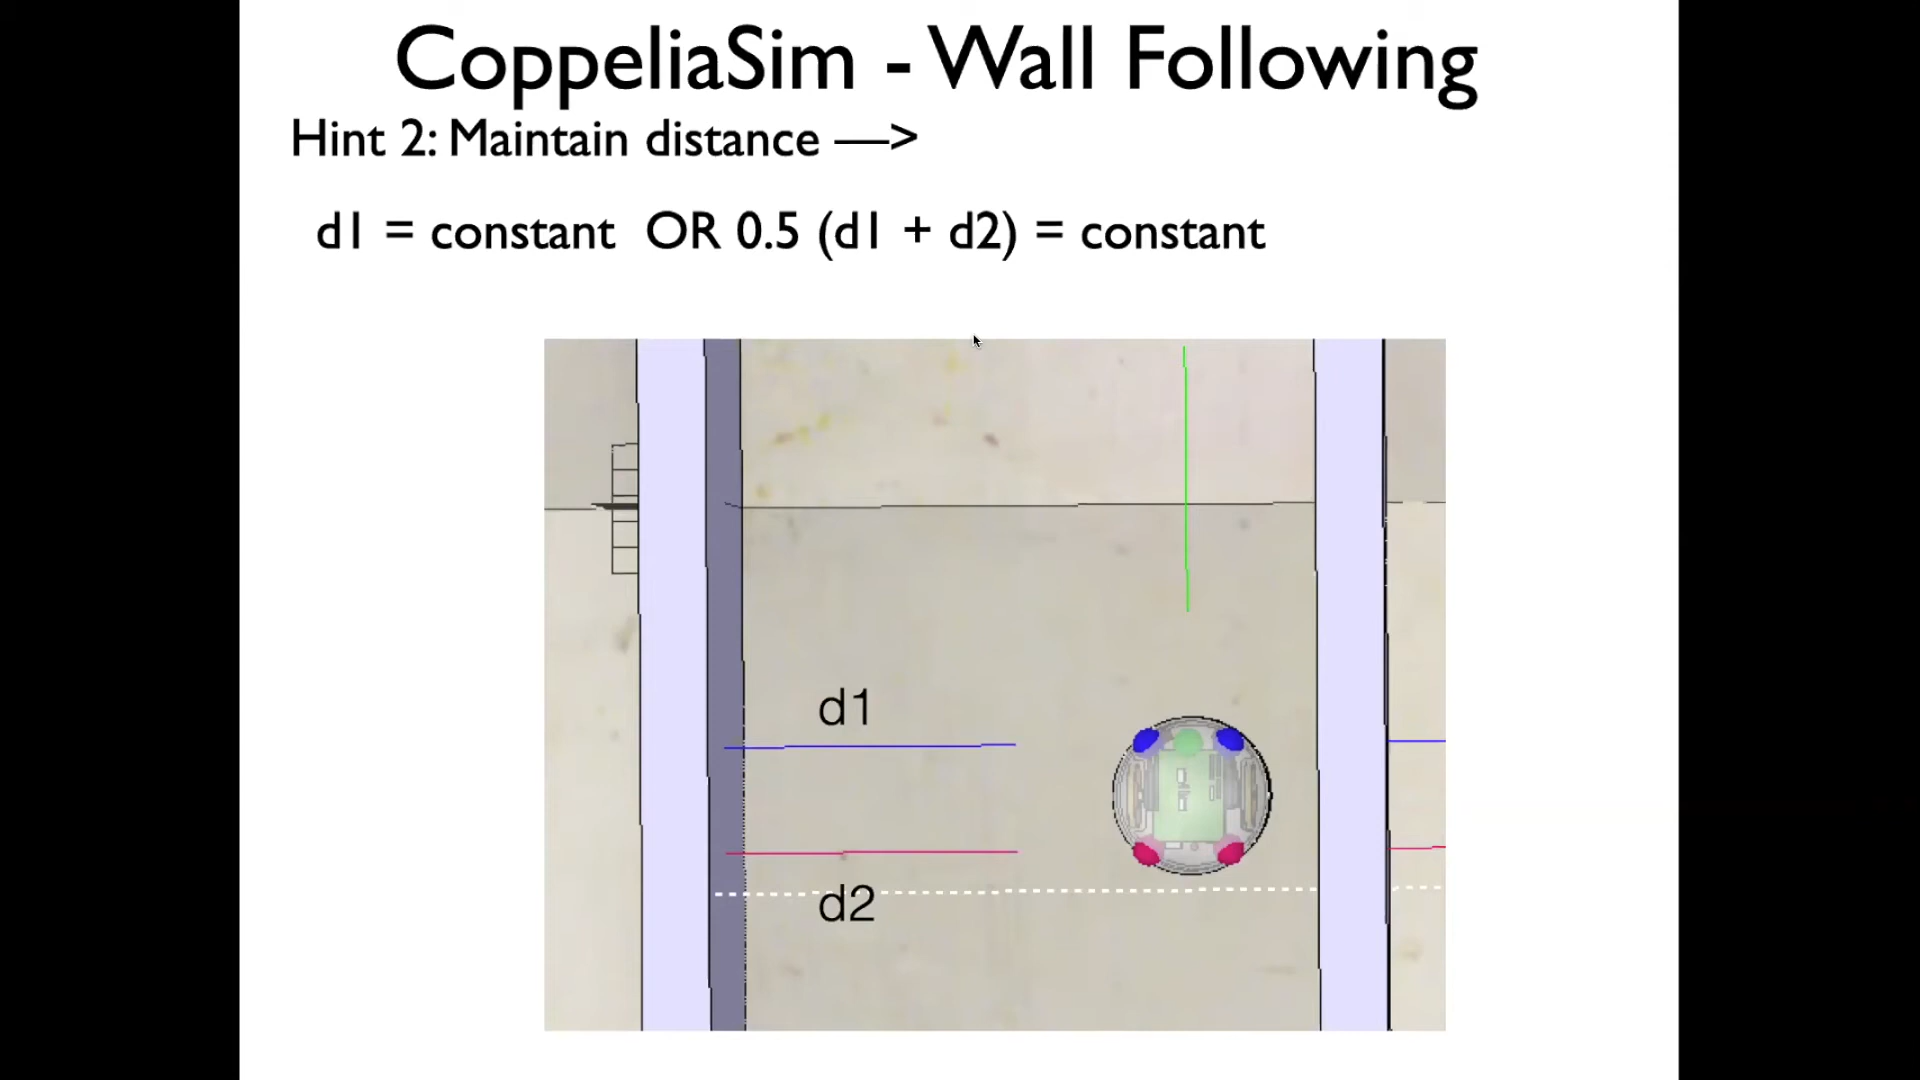 CoppeliaSim - Wall Following
Hint 2: Maintain distance —>
d1 = constant OR 0.5 (d1 + d2) = constant
d1
d2